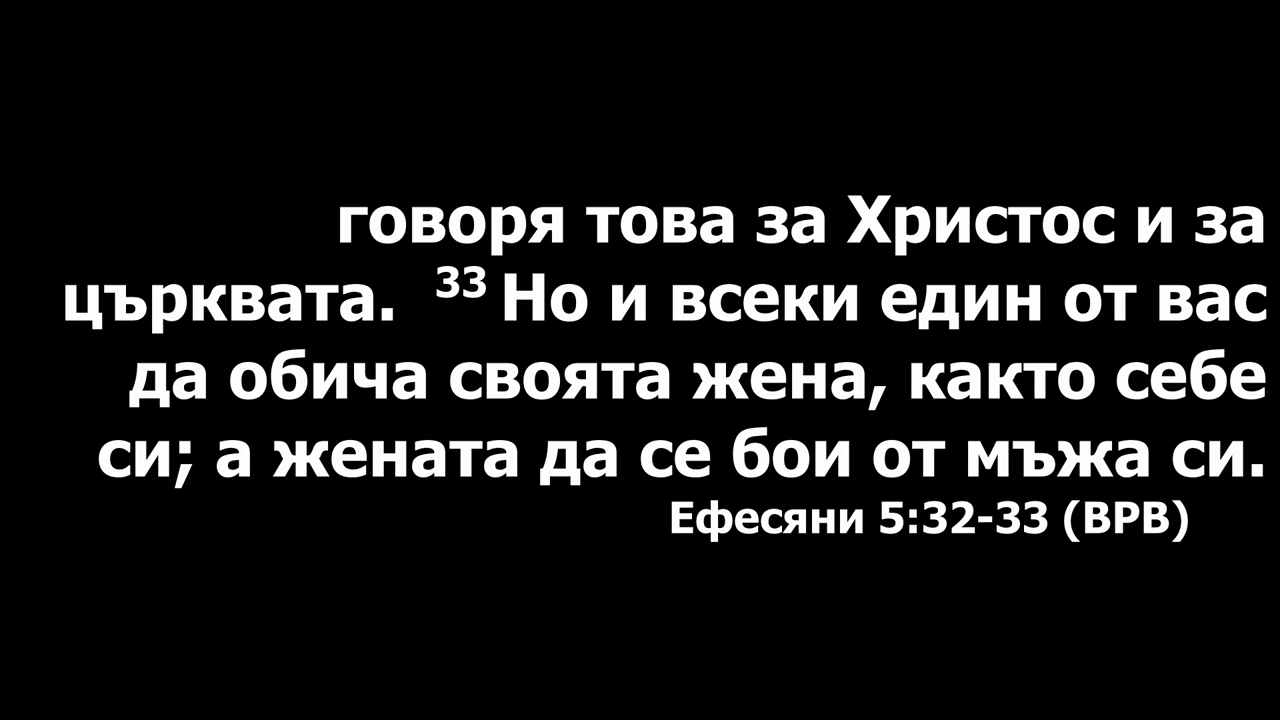 говоря това за Христос и за
църквата. 33 Но и всеки един от вас
да обича своята жена, както себе
си; а жената да се бои от мъжа си.
Ефесяни 5:32-33 (ВРВ)